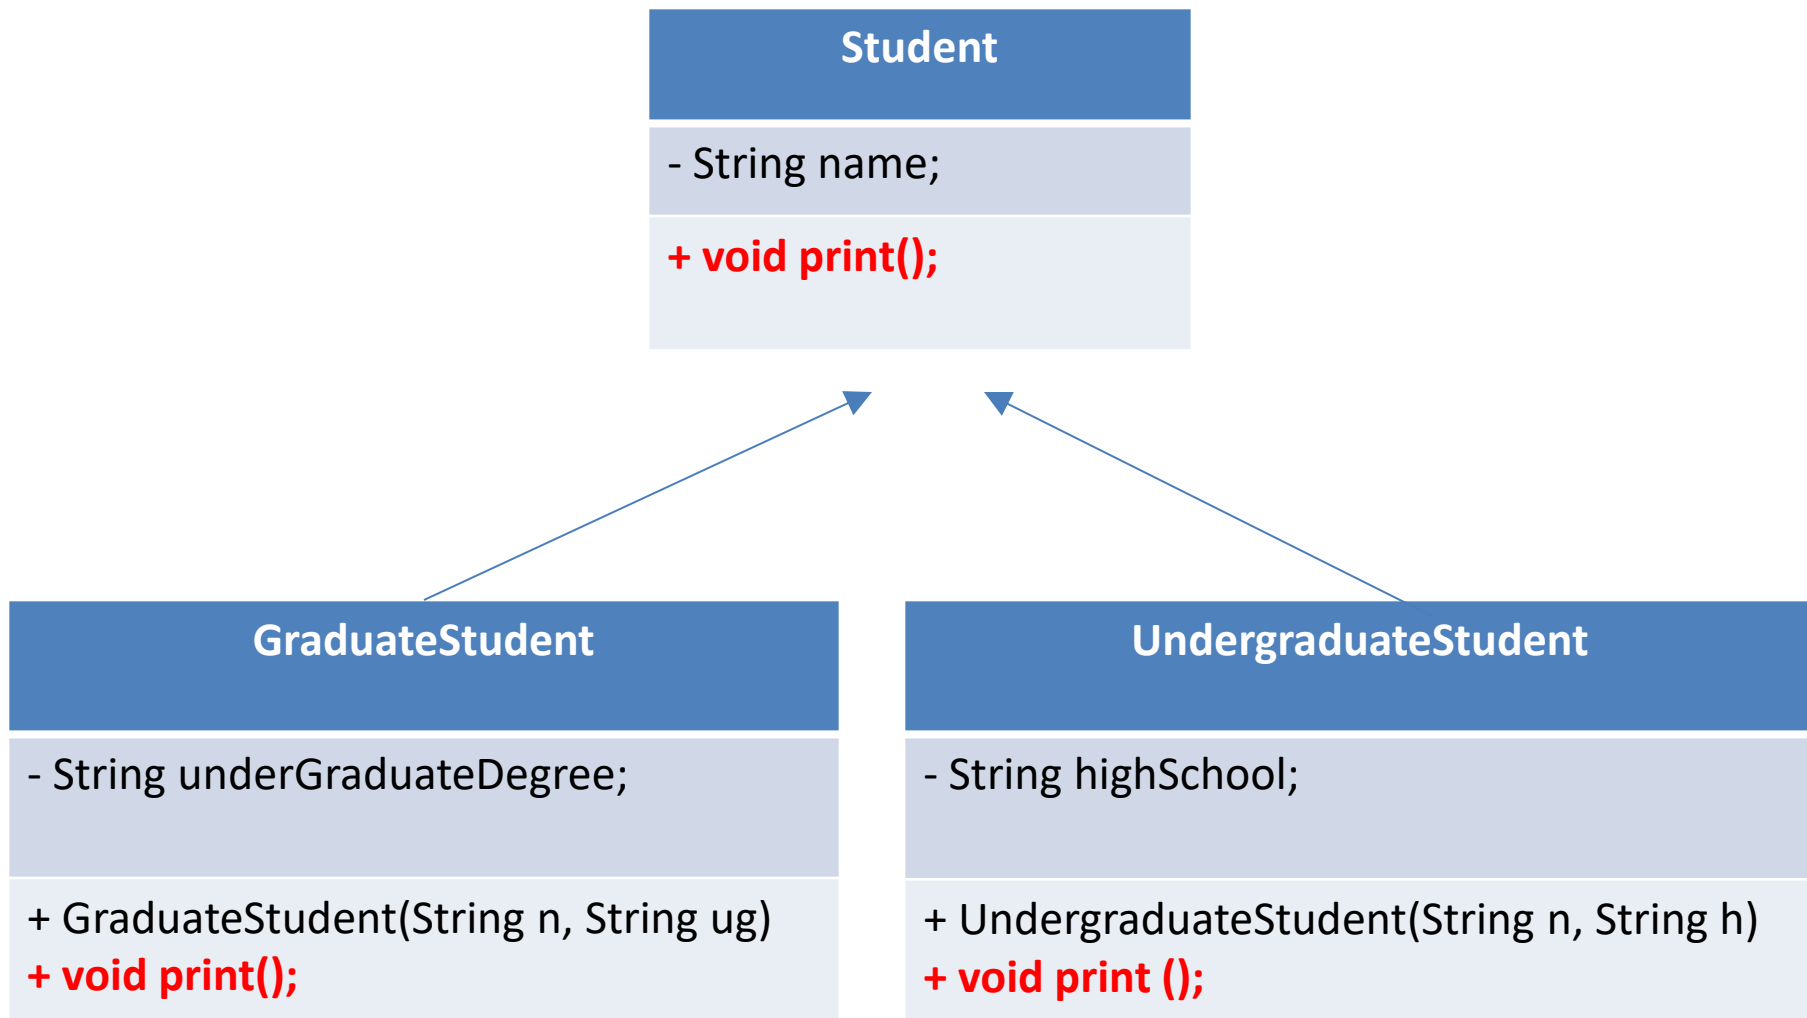 Student
- String name;
+ void print();
GraduateStudent
- String underGraduateDegree;
+ GraduateStudent(String n, String ug)
+ void print();
UndergraduateStudent
- String highSchool;
+ UndergraduateStudent(String n, String h)
+ void print ();